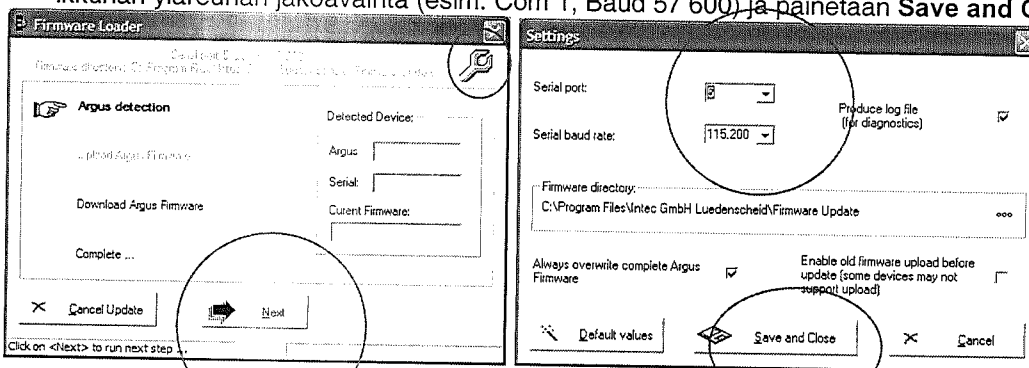 ikkunan yläreunan jakoavainta (esim. Com 1, Baud 57 600) ja painetaan Save and
Firmware Loader
Argus detection
Detected Device:
Argus
Serial:
Download Argus Firmware
Curent Firmware:
Complete ...
Cancel Update
Next
Click on <Next> to run next step ...
Settings
Serial port:
Produce log file
(for diagnostics)
Serial baud rate:
115.200
Firmware directory:
C:\Program Files\Intec GmbH Luedenscheid\Firmware Update
Always overwrite complete Argus
Firmware
Enable old firmware upload before
update (some devices may not
support upload)
Default values
Save and Close
Cancel